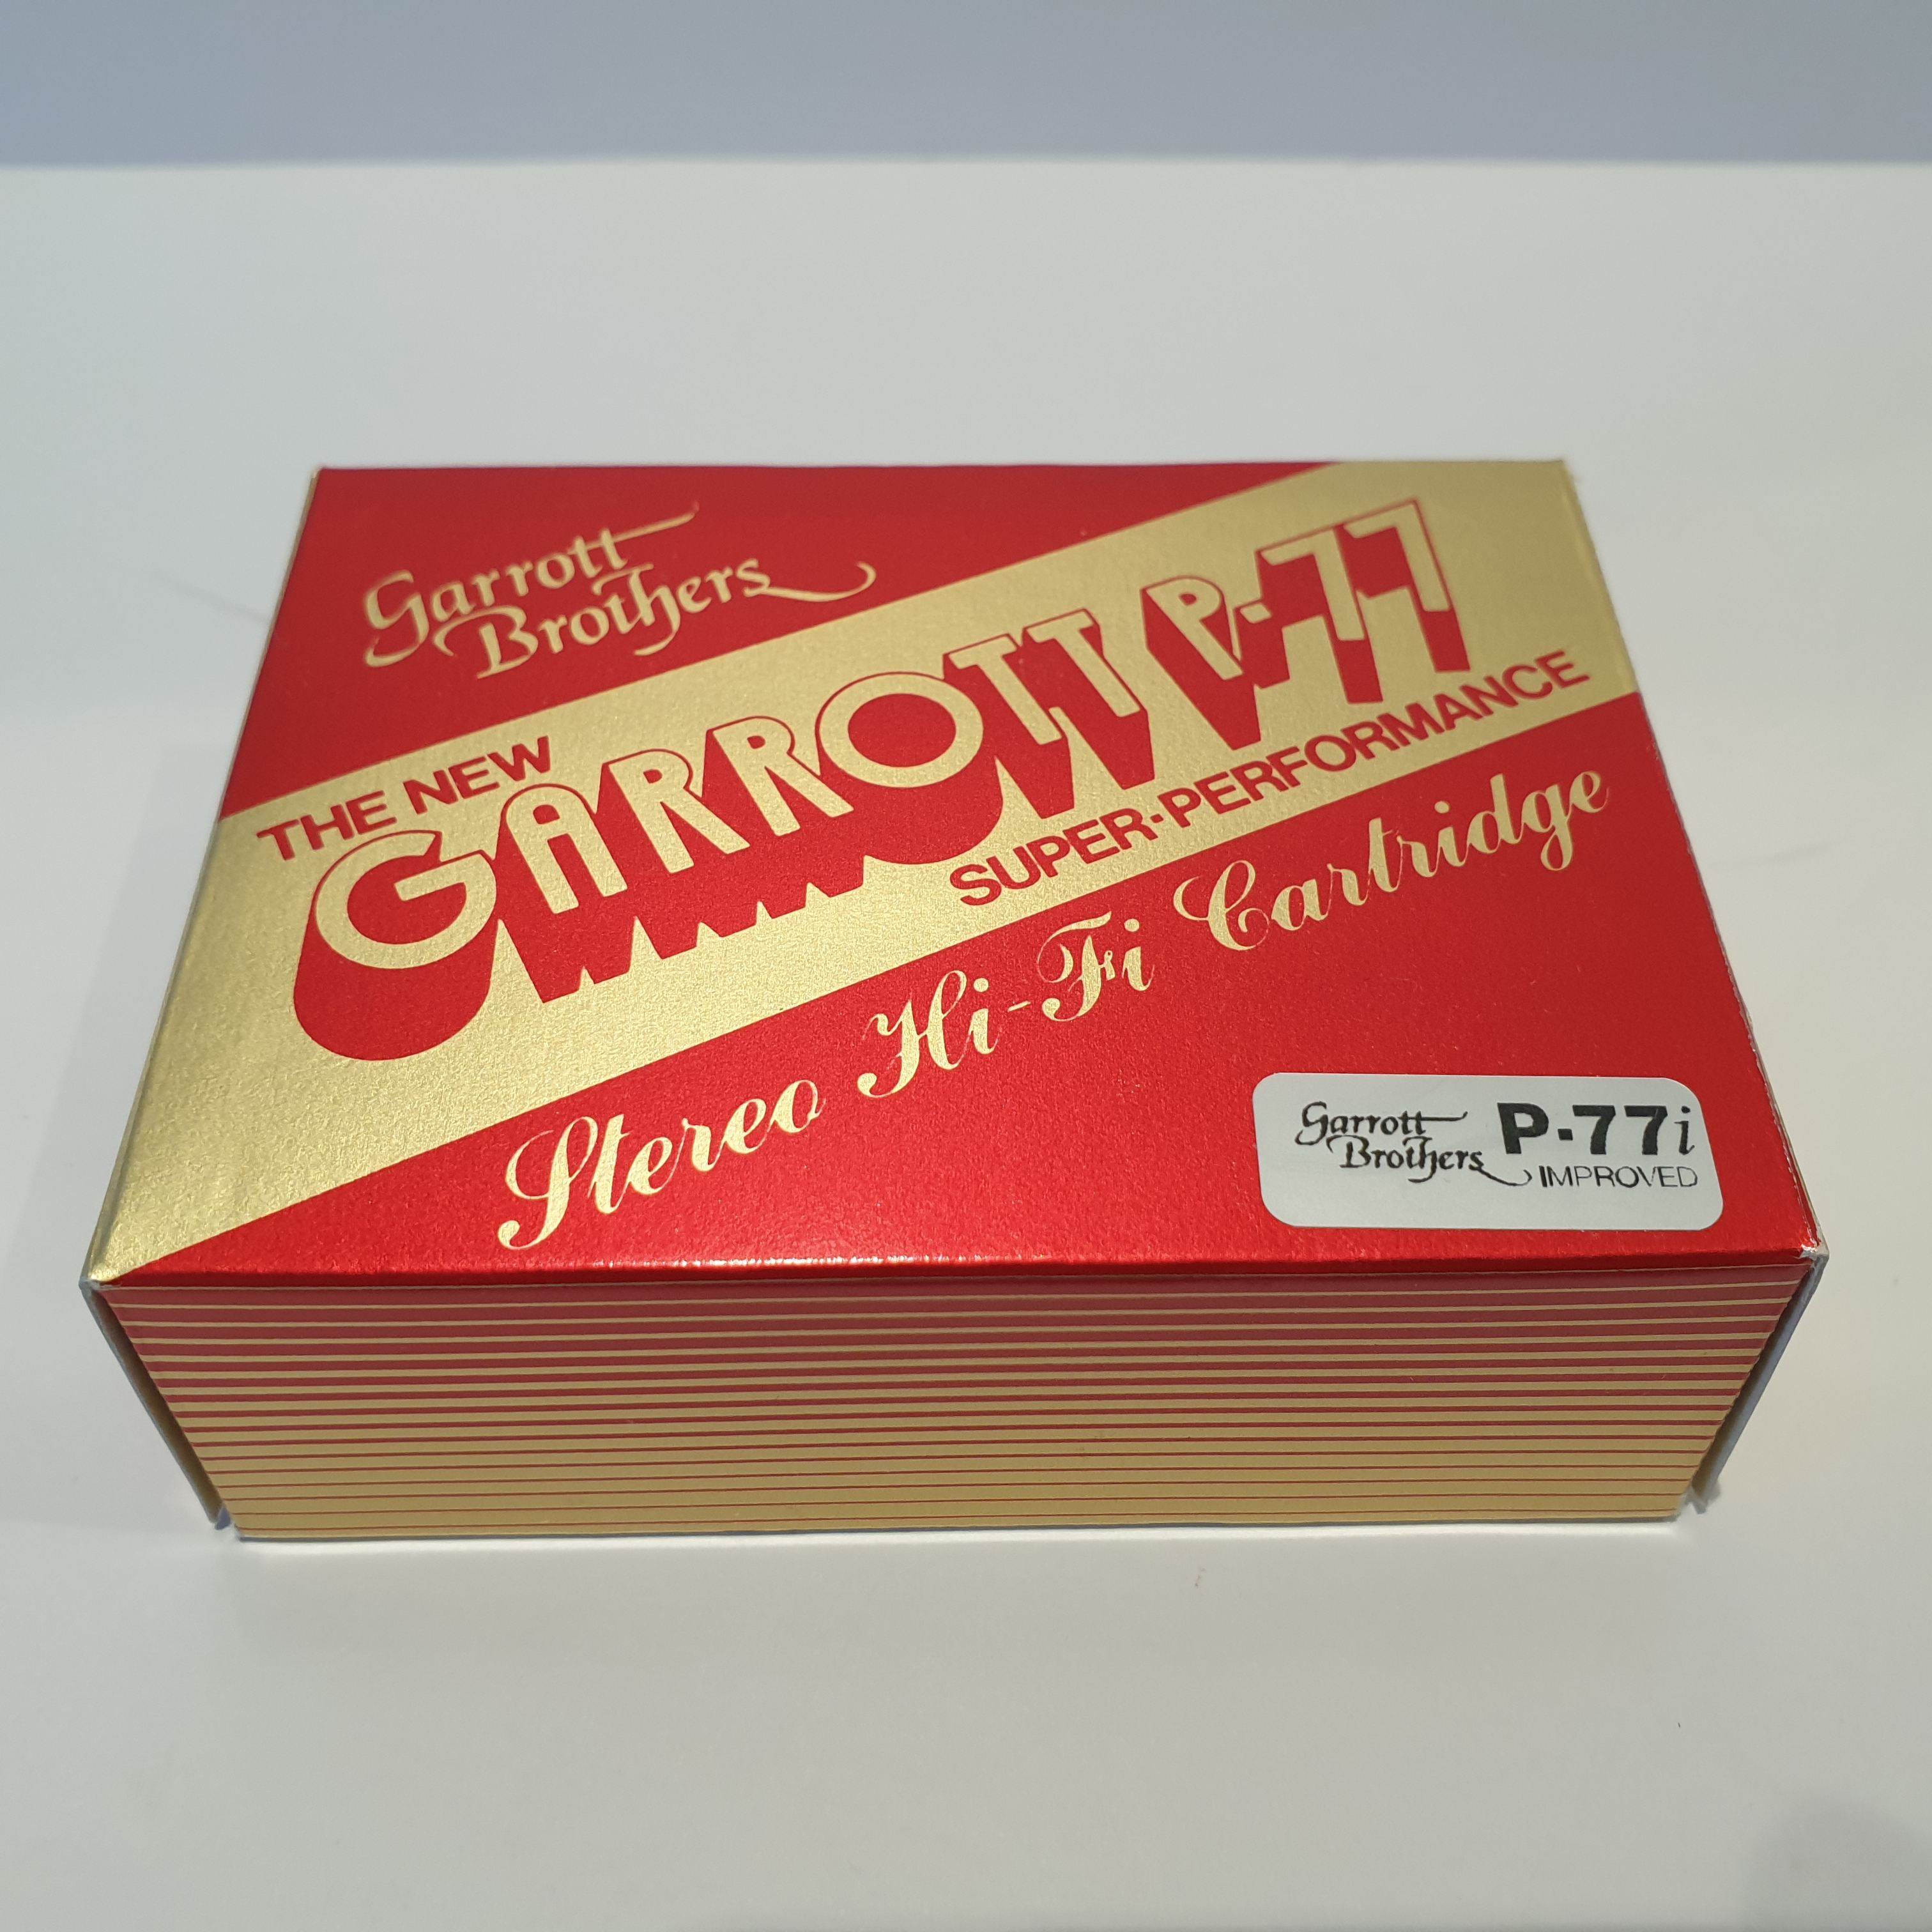 Garrott
Brothers
THE NEW
GARROTT P-77
SUPER-PERFORMANCE
Stereo Hi-Fi Cartridge
Garrott
Brothers
P-77i
IMPROVED